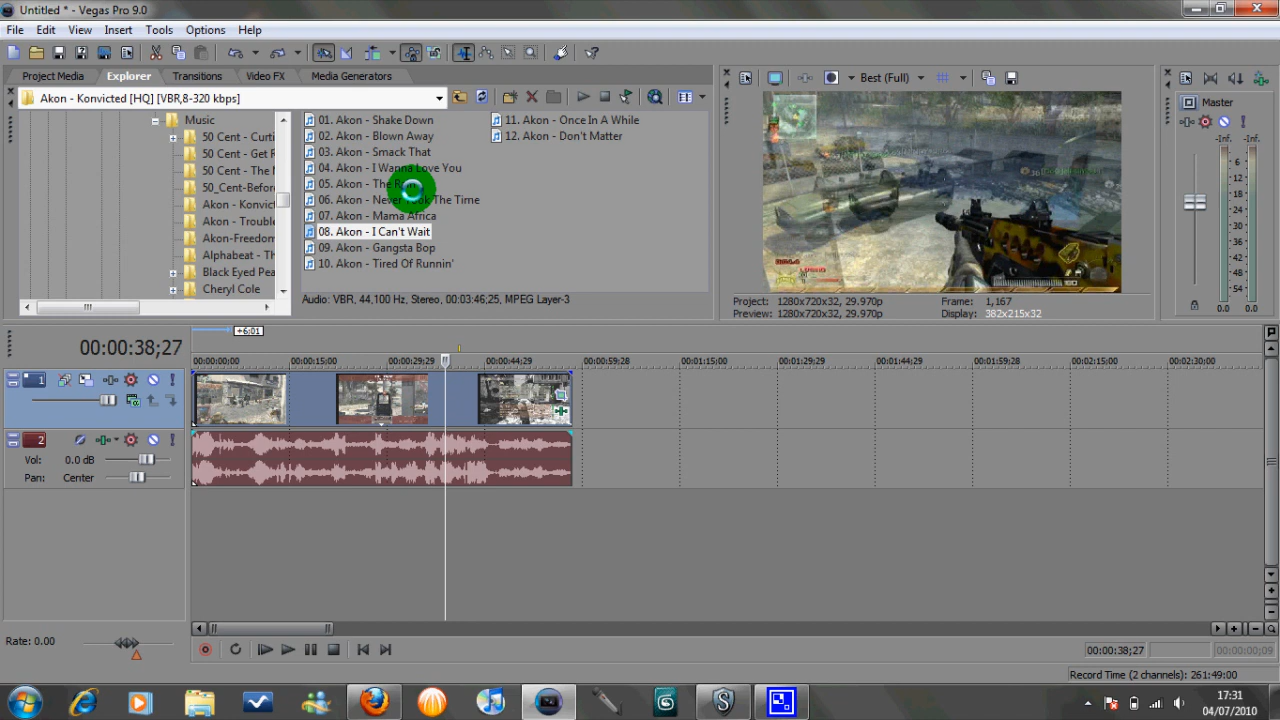 Untitled * - Vegas Pro 9.0
File Edit View Insert Tools Options Help
Project Media Explorer Transitions Video FX Media Generators
Akon - Konvicted [HQ] [VBR,8-320 kbps]
Music
50 Cent - Curti
50 Cent - Get R
50 Cent - The M
50_Cent-Before
Akon - Konvict
Akon - Trouble
Akon-Freedom
Alphabeat - Th
Black Eyed Pea
Cheryl Cole
01. Akon - Shake Down
02. Akon - Blown Away
03. Akon - Smack That
04. Akon - I Wanna Love You
05. Akon - The Rain
06. Akon - Never Took The Time
07. Akon - Mama Africa
08. Akon - I Can't Wait
09. Akon - Gangsta Bop
10. Akon - Tired Of Runnin'
11. Akon - Once In A While
12. Akon - Don't Matter
Audio: VBR, 44,100 Hz, Stereo, 00:03:46,25, MPEG Layer-3
Best (Full)
Project: 1280x720x32, 29.970p Frame: 1,167
Preview: 1280x720x32, 29.970p Display: 382x215x32
Master
-Inf. -Inf.
6
12
18
24
30
36
42
48
54
0.0 0.0
+6:01
00:00:38;27
00:00:00;00 00:00:15;00 00:00:29;29 00:00:44;29 00:00:59;28 00:01:15;00 00:01:29;29 00:01:44;29 00:01:59;28 00:02:15;00 00:02:30;00
1
2
Vol: 0.0 dB
Pan: Center
Rate: 0.00
00:00:38;27 00:00:00;09
Record Time (2 channels): 261:49:00
17:31
04/07/2010